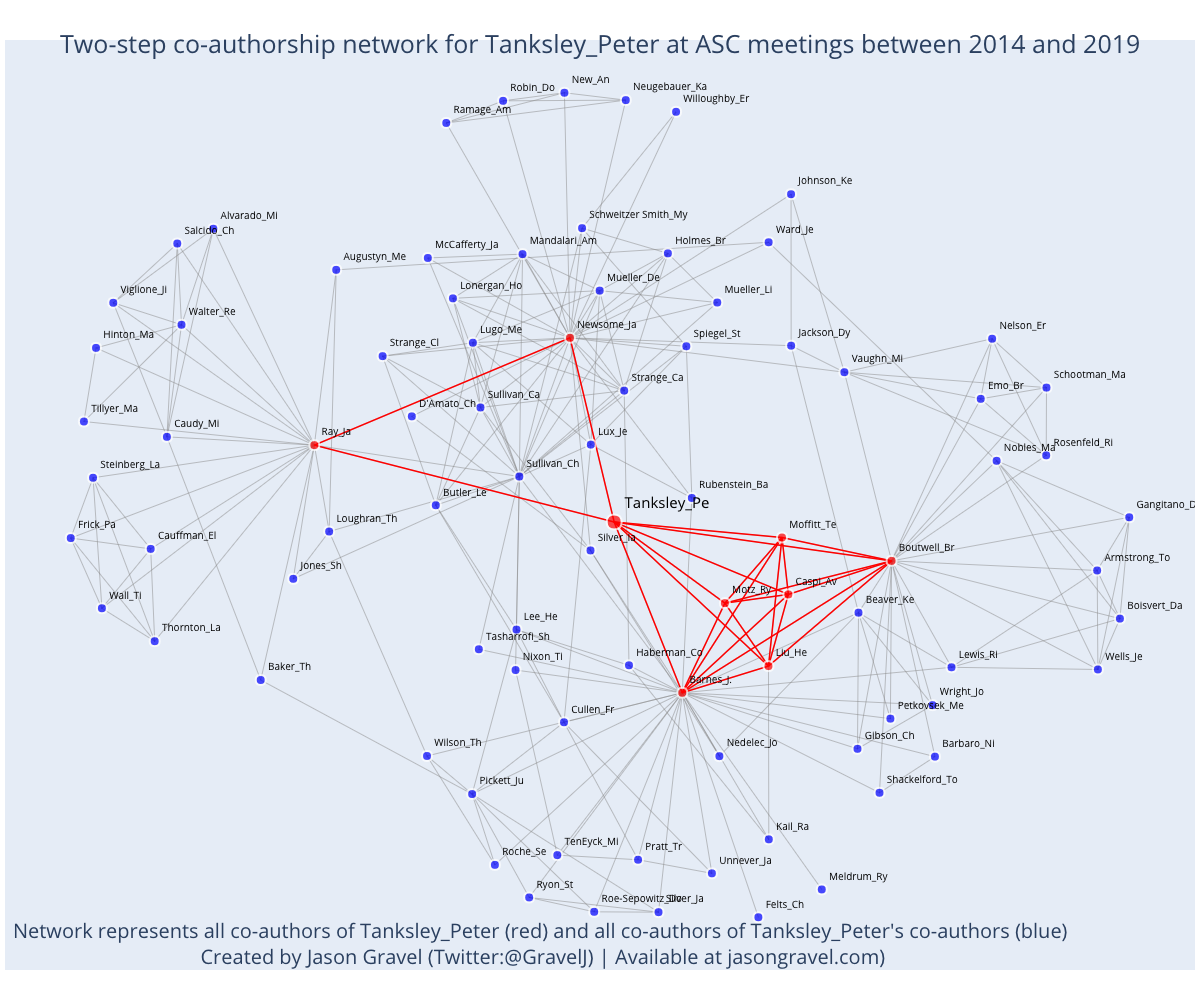 Two-step co-authorship network for Tanksley_Peter at ASC meetings between 2014 and 2019
New_An
Robin_Do
Neugebauer_Ka
Willoughby_Er
Ramage_Am
Johnson_Ke
Alvarado_Mi
Schweitzer Smith_My
Salcido_Ch
Ward_Je
Mandalari_Am
Holmes_Br
McCafferty_Ja
Augustyn_Me
Mueller_De
Lonergan_Ho
Viglione_Ji
Mueller_Li
Walter_Re
Newsome_Ja
Nelson_Er
Lugo_Me
Hinton_Ma
Spiegel_St
Jackson_Dy
Strange_Cl
Vaughn_Mi
Schootman_Ma
Strange_Ca
Emo_Br
Sullivan_Ca
D'Amato_Ch
Tillyer_Ma
Caudy_Mi
Ray_Ja
Lux_Je
Rosenfeld_Ri
Nobles_Ma
Steinberg_La
Sullivan_Ch
Rubenstein_Ba
Butler_Le
Tanksley_Pe
Gangitano_D
Loughran_Th
Frick_Pa
Moffitt_Te
Silver_Ia
Cauffman_El
Boutwell_Br
Armstrong_To
Jones_Sh
Caspi_Av
Motz_Ry
Wall_Ti
Beaver_Ke
Boisvert_Da
Lee_He
Thornton_La
Tasharrofi_Sh
Haberman_Co
Liu_He
Nixon_Ti
Lewis_Ri
Wells_Je
Baker_Th
Barnes_J.
Wright_Jo
Petkovsek_Me
Cullen_Fr
Gibson_Ch
Wilson_Th
Nedelec_Jo
Barbaro_Ni
Pickett_Ju
Shackelford_To
Kail_Ra
TenEyck_Mi
Pratt_Tr
Roche_Se
Unnever_Ja
Meldrum_Ry
Ryon_St
Roe-Sepowitz_Do
Silver_Ja
Felts_Ch
Network represents all co-authors of Tanksley_Peter (red) and all co-authors of Tanksley_Peter's co-authors (blue)
Created by Jason Gravel (Twitter:@GravelJ) | Available at jasongravel.com)